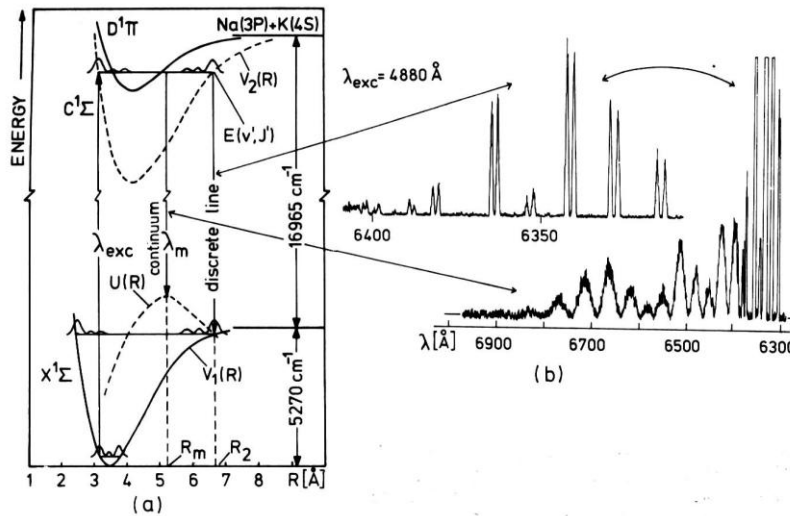 ENERGY
D¹Π
Na(3P)+K(4S)
V₂(R)
C¹Σ
E(v',J')
λexc
continuum
λm
discrete line
16965 cm⁻¹
U(R)
X¹Σ
V₁(R)
5270 cm⁻¹
Rm
R₂
1 2 3 4 5 6 7 8 R[Å]
(a)
λexc = 4880 Å
6400 6350
λ[Å] 6900 6700 6500 6300
(b)